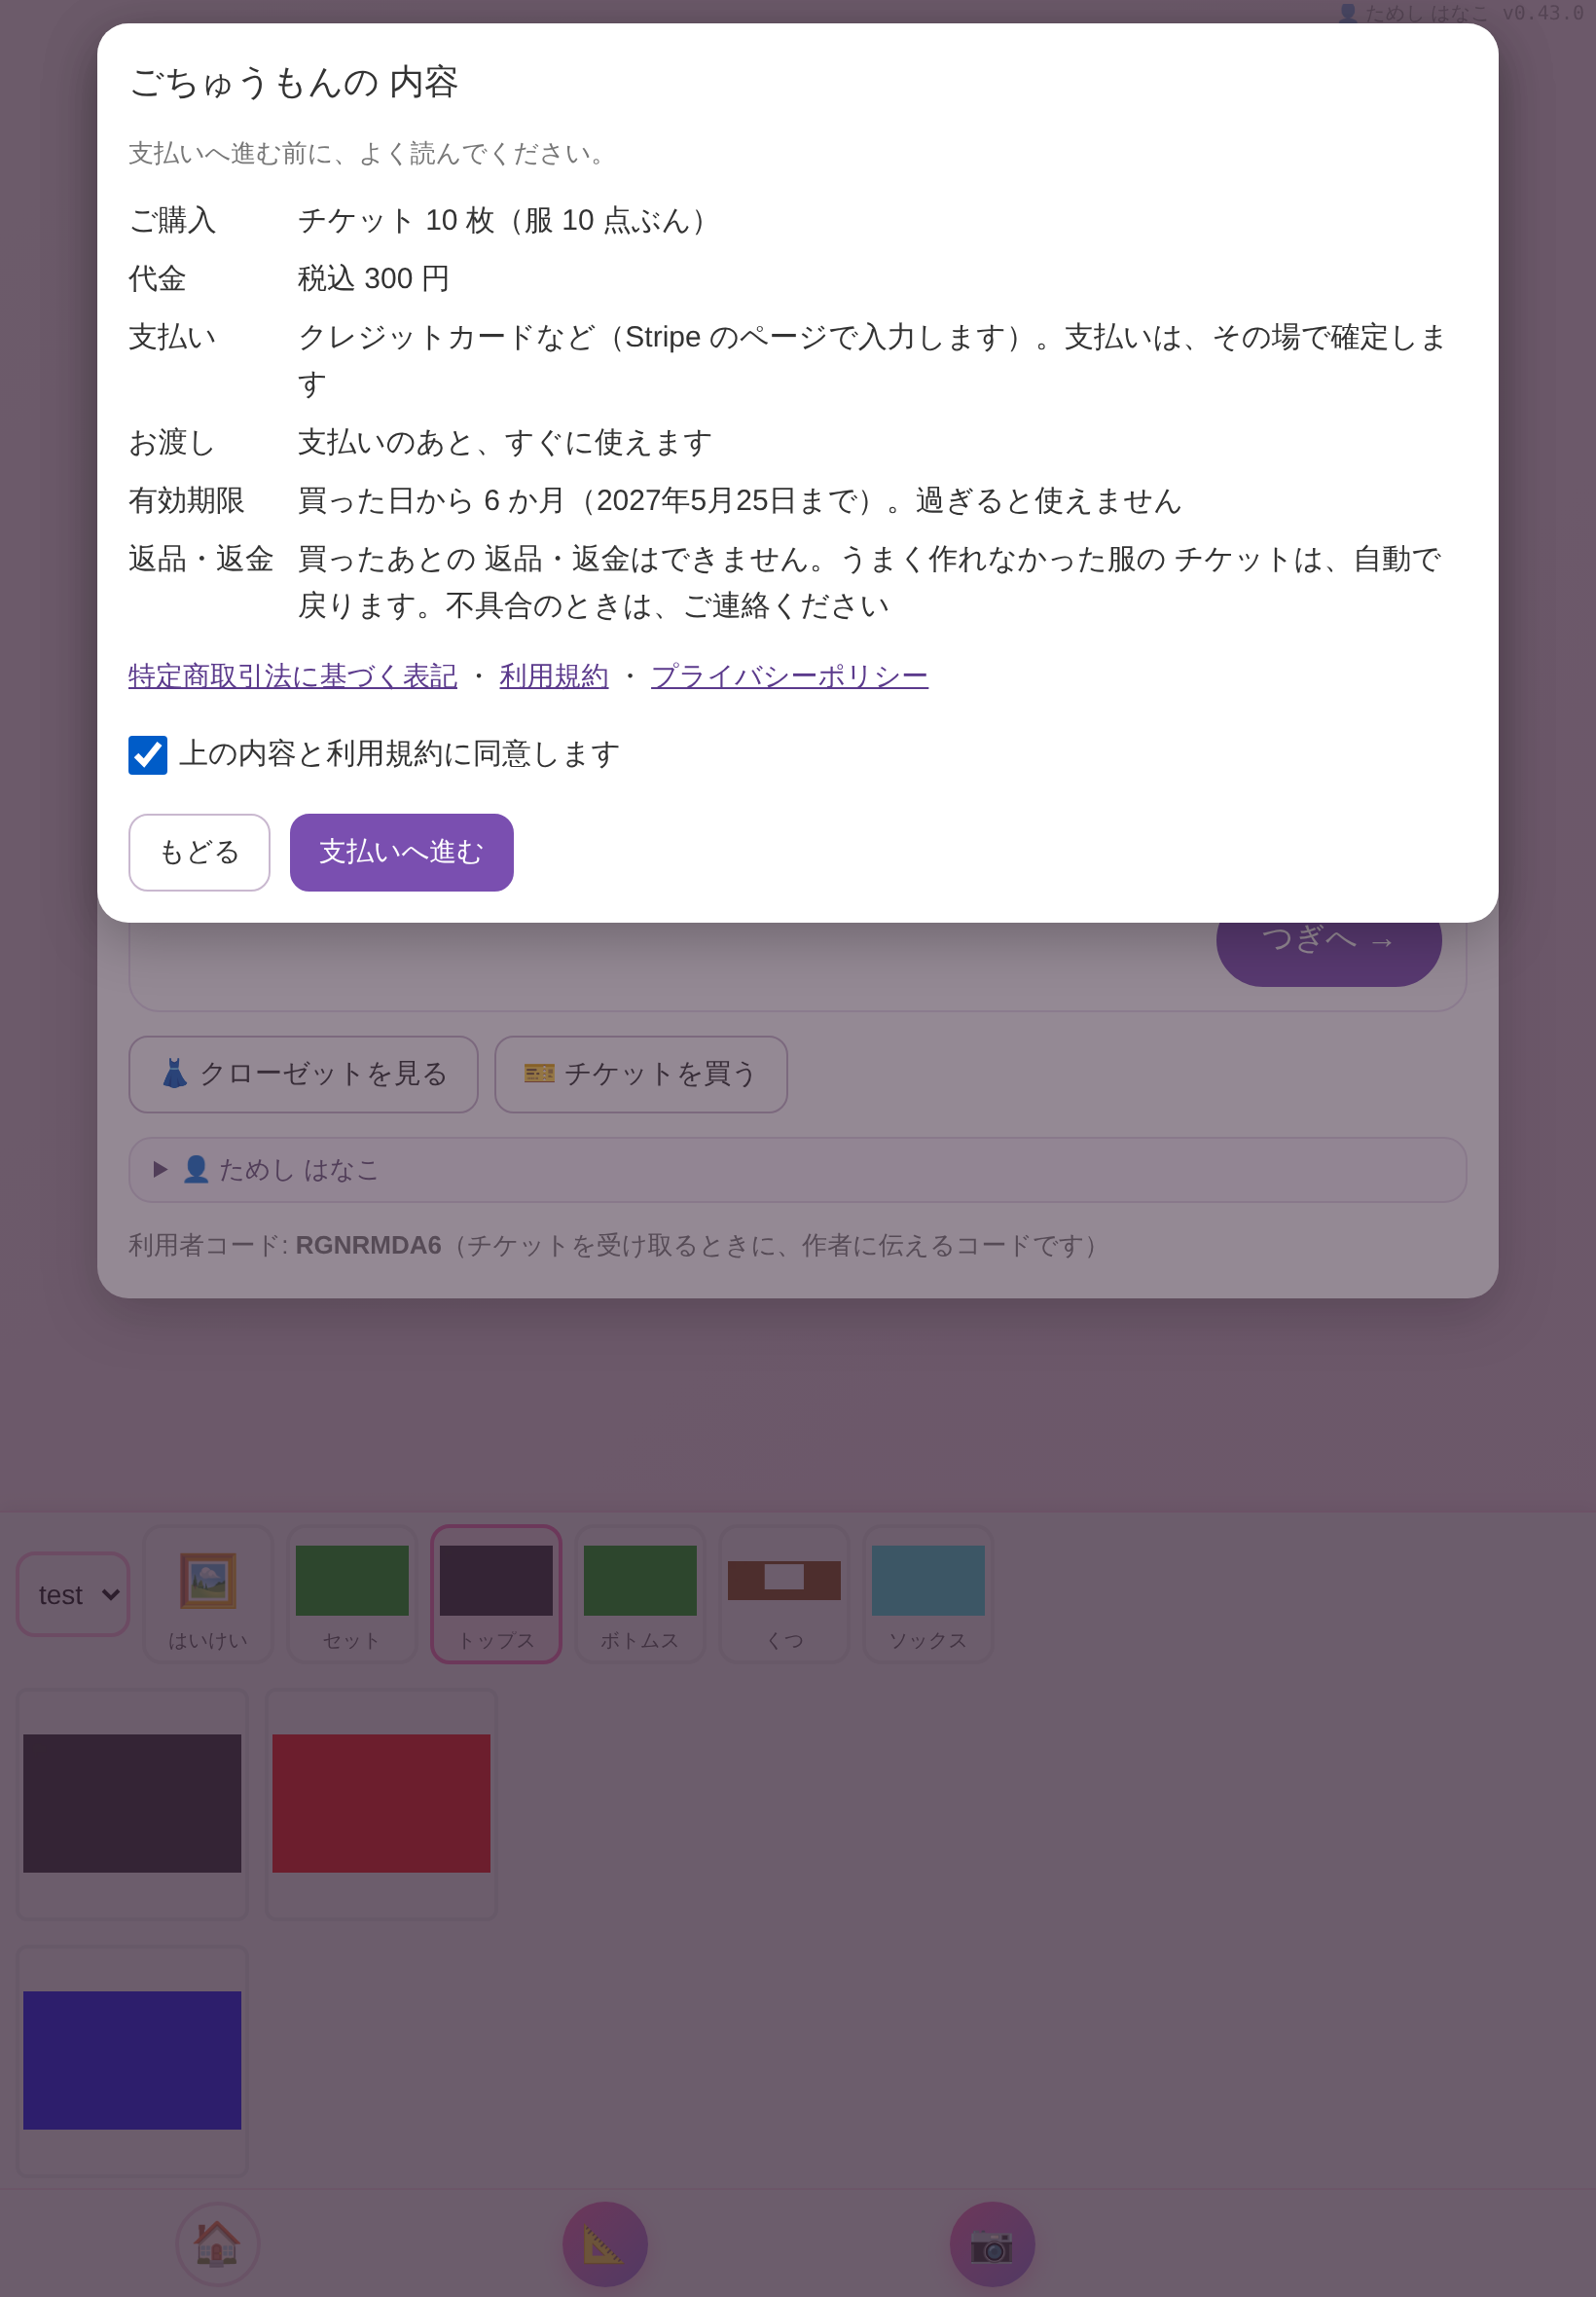 ためし はなこ v0.43.0
ごちゅうもんの 内容
支払いへ進む前に、よく読んでください。
ご購入 チケット 10 枚（服 10 点ぶん）
代金 税込 300 円
支払い クレジットカードなど（Stripe のページで入力します）。支払いは、その場で確定しま
す
お渡し 支払いのあと、すぐに使えます
有効期限 買った日から 6 か月（2027年5月25日まで）。過ぎると使えません
返品・返金 買ったあとの 返品・返金はできません。うまく作れなかった服の チケットは、自動で
戻ります。不具合のときは、ご連絡ください
特定商取引法に基づく表記 ・ 利用規約 ・ プライバシーポリシー
上の内容と利用規約に同意します
もどる 支払いへ進む
つぎへ →
クローゼットを見る チケットを買う
ためし はなこ
利用者コード: RGNRMDA6（チケットを受け取るときに、作者に伝えるコードです）
test はいけい セット トップス ボトムス くつ ソックス